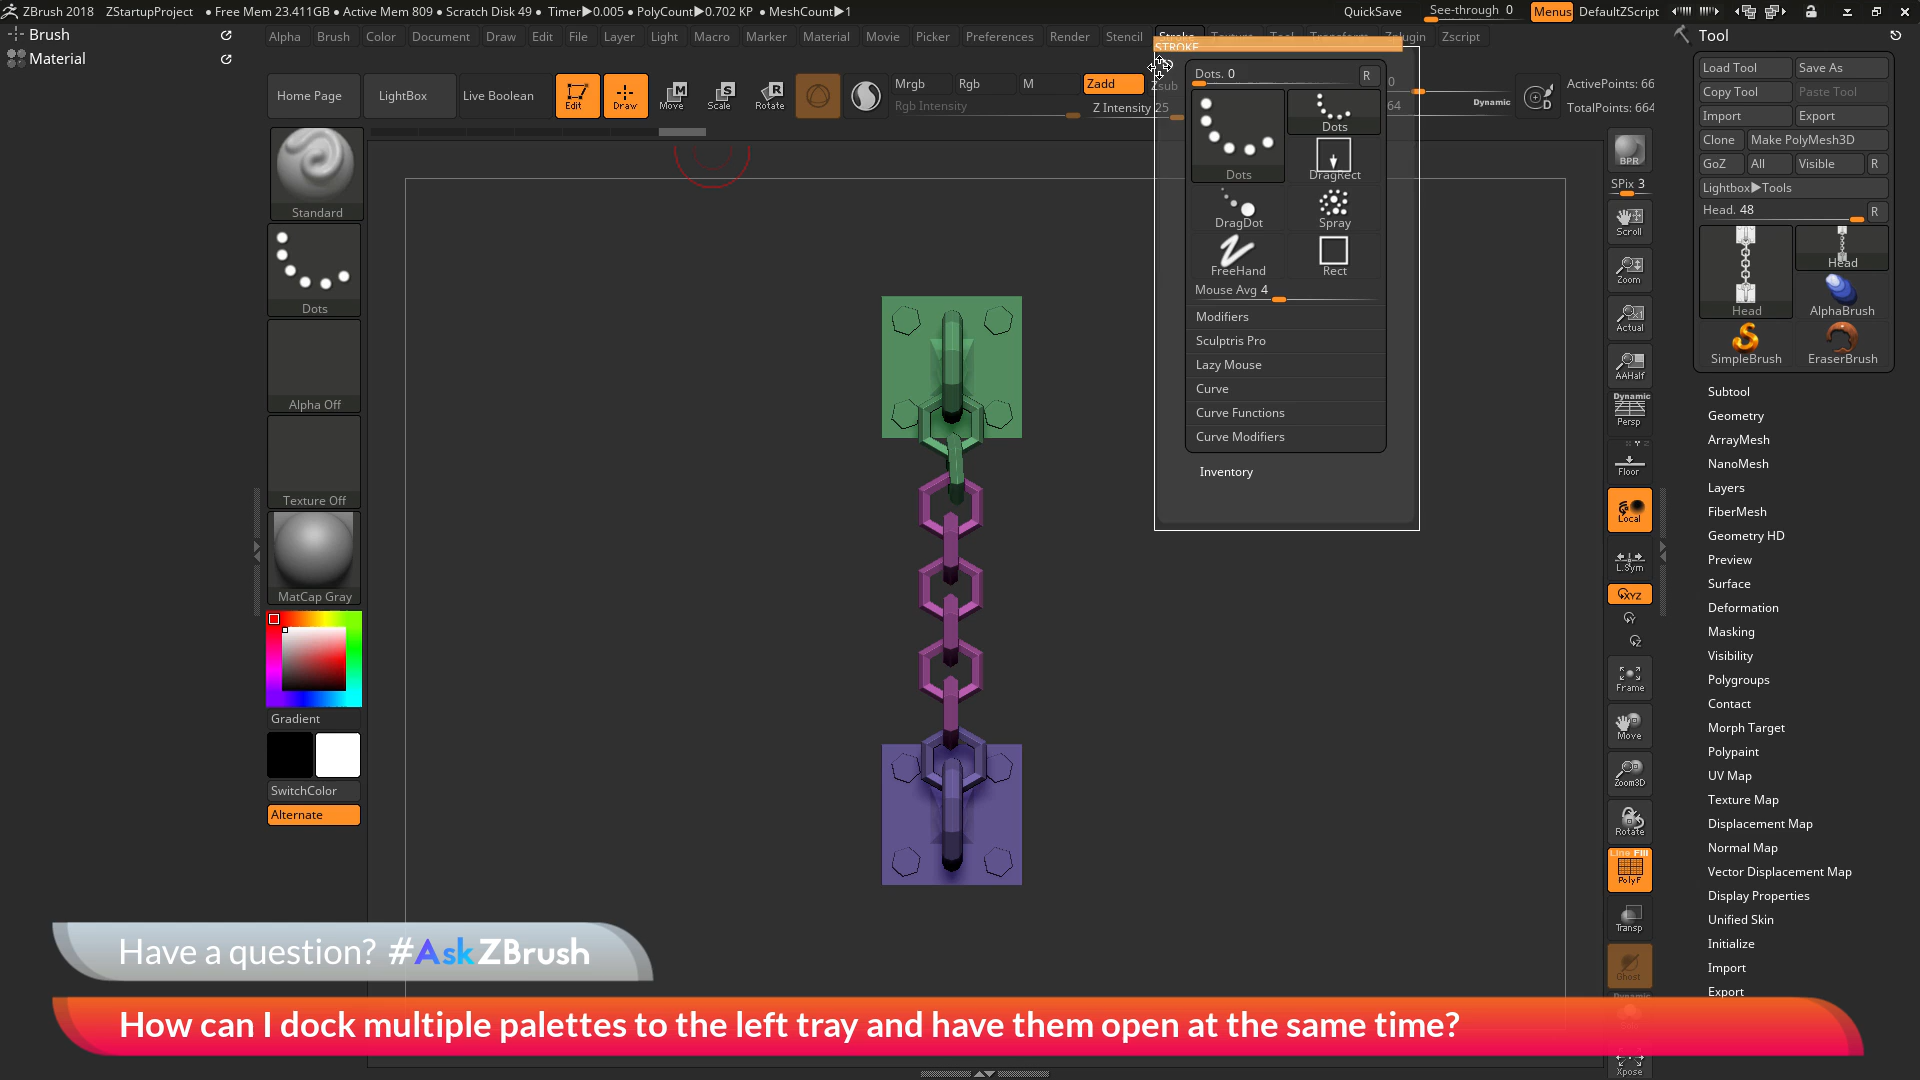 ZBrush 2018 ZStartupProject • Free Mem 23.411GB • Active Mem 809 • Scratch Disk 49 • Timer▶0.005 • PolyCount▶0.702 KP • MeshCount▶1 QuickSave See-through 0 Menus DefaultZScript
Brush
Material
Alpha Brush Color Document Draw Edit File Layer Light Macro Marker Material Movie Picker Preferences Render Stencil Stroke Texture Tool Transform Zplugin Zscript
STROKE
Home Page LightBox Live Boolean Edit Draw Move Scale Rotate
Mrgb Rgb M Zadd Zsub
Rgb Intensity Z Intensity 25
Dynamic
ActivePoints: 66
TotalPoints: 664
Standard
Dots
Alpha Off
Texture Off
MatCap Gray
Gradient
SwitchColor
Alternate
Dots. 0 R
Dots
Dots
DragRect
DragDot Spray
FreeHand Rect
Mouse Avg 4
Modifiers
Sculptris Pro
Lazy Mouse
Curve
Curve Functions
Curve Modifiers
Inventory
BPR
SPix 3
Scroll
Zoom
Actual
AAHalf
Dynamic
Persp
Floor
Local
L.Sym
XYZ
Frame
Move
Zoom3D
Rotate
Line Fill
PolyF
Transp
Ghost
Dynamic
Xpose
Tool
Load Tool Save As
Copy Tool Paste Tool
Import Export
Clone Make PolyMesh3D
GoZ All Visible R
Lightbox▶Tools
Head. 48 R
Head
Head AlphaBrush
SimpleBrush EraserBrush
Subtool
Geometry
ArrayMesh
NanoMesh
Layers
FiberMesh
Geometry HD
Preview
Surface
Deformation
Masking
Visibility
Polygroups
Contact
Morph Target
Polypaint
UV Map
Texture Map
Displacement Map
Normal Map
Vector Displacement Map
Display Properties
Unified Skin
Initialize
Import
Export
Have a question? #AskZBrush
How can I dock multiple palettes to the left tray and have them open at the same time?